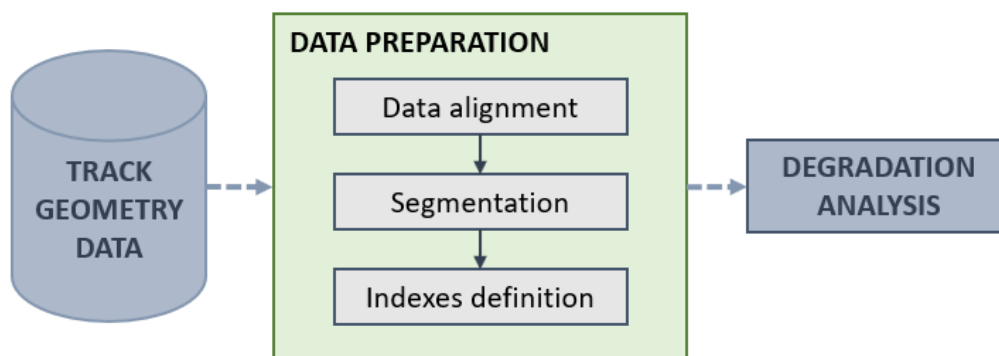 TRACK
GEOMETRY
DATA
DATA PREPARATION
Data alignment
Segmentation
Indexes definition
DEGRADATION
ANALYSIS